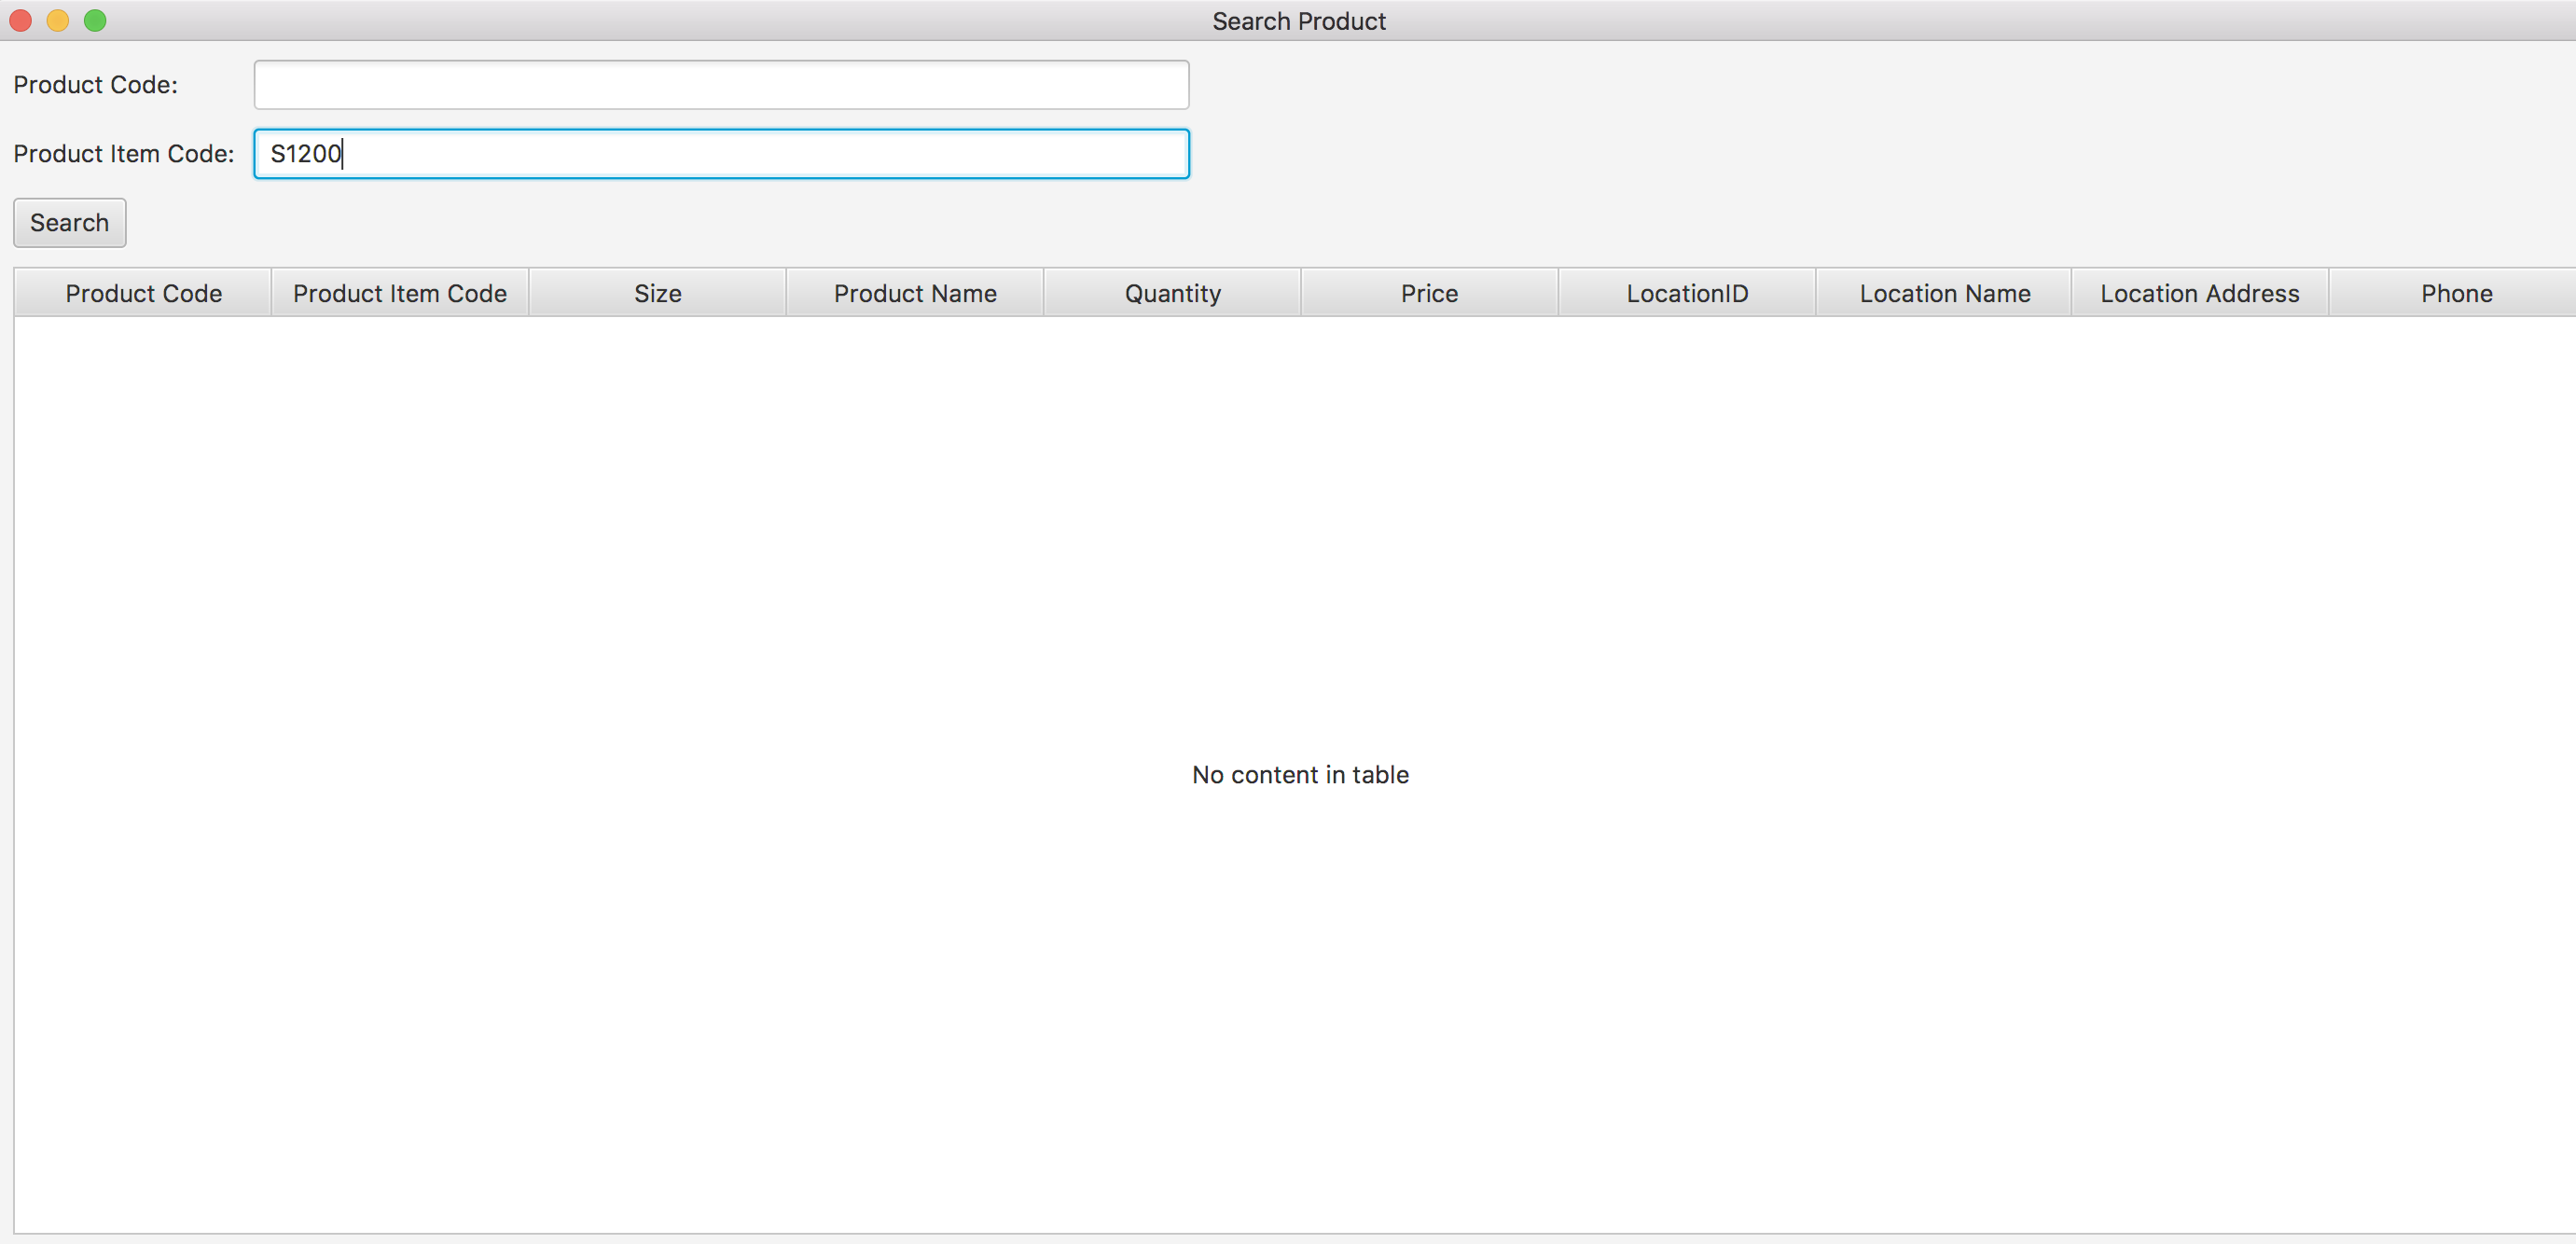 Search Product
Product Code:
Product Item Code: S1200
Search
Product Code Product Item Code Size Product Name Quantity Price LocationID Location Name Location Address Phone
No content in table